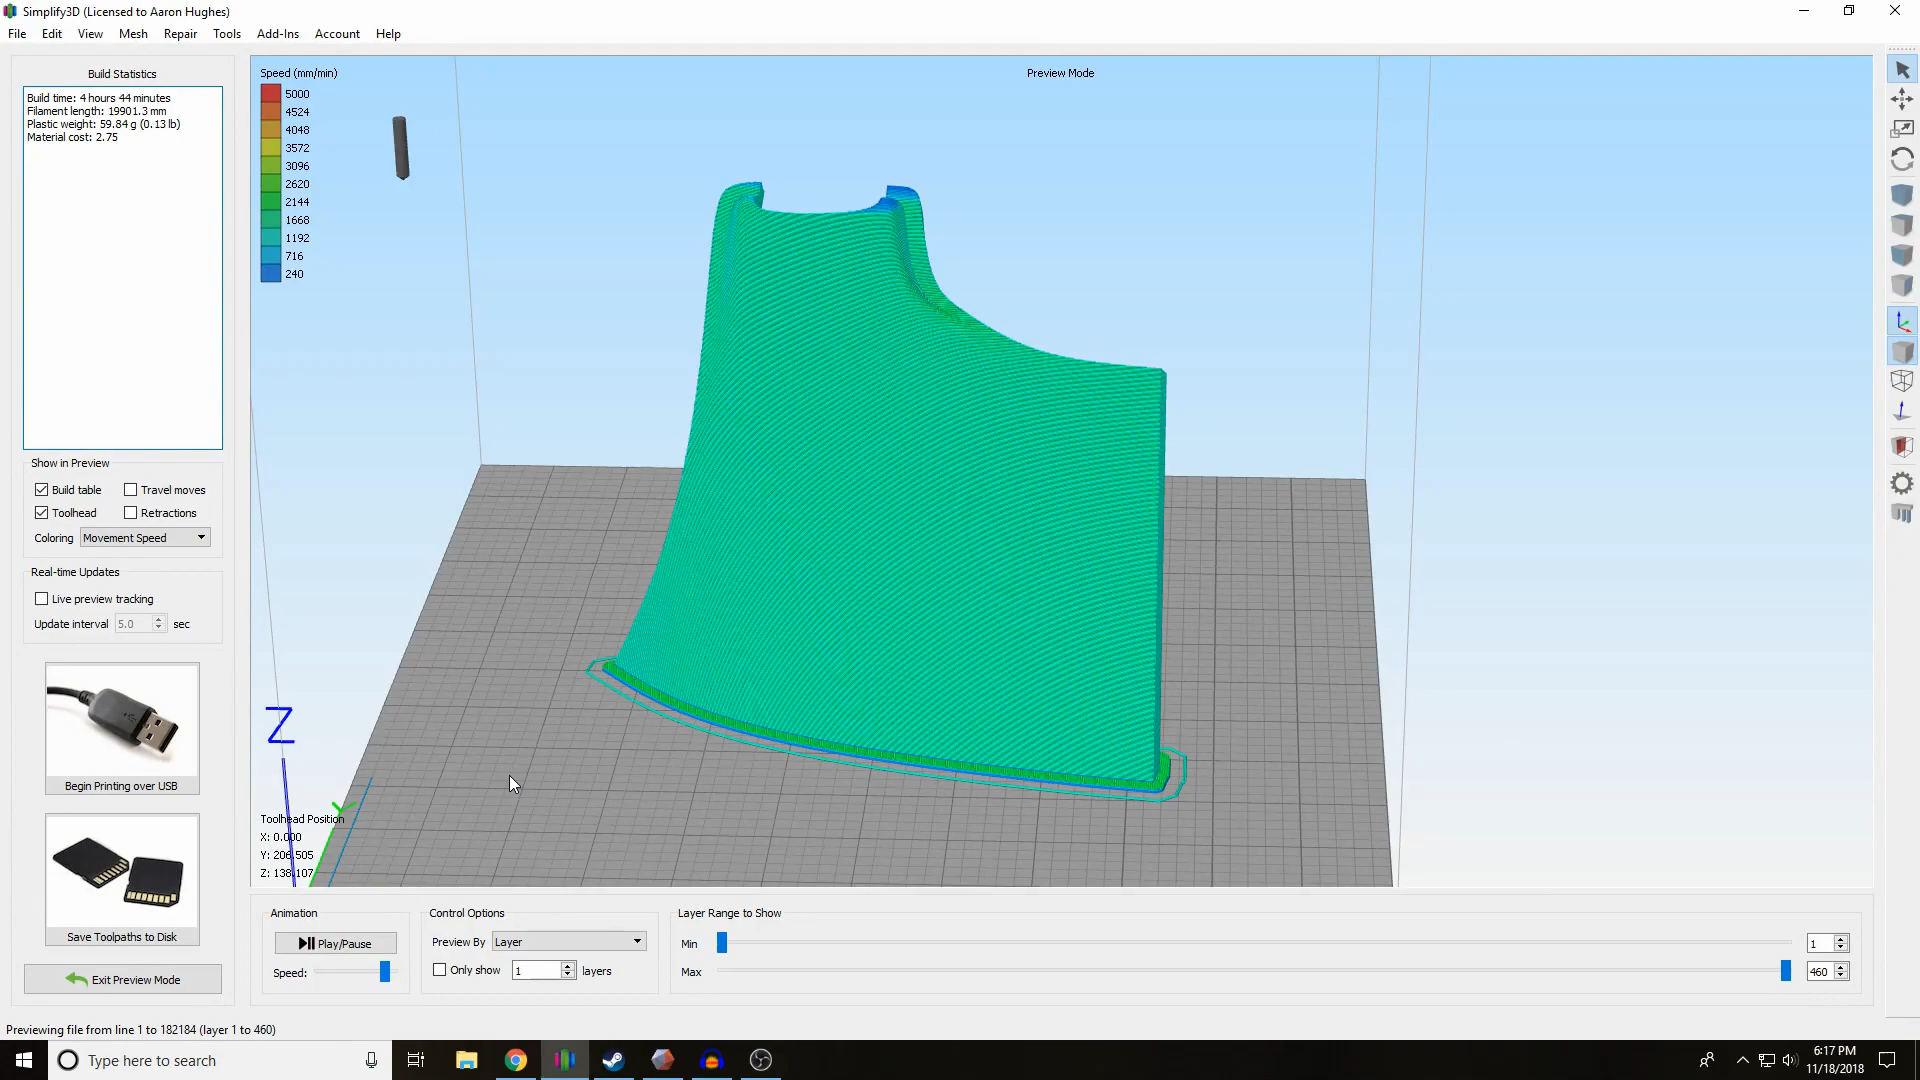 Simplify3D (Licensed to Aaron Hughes)
File Edit View Mesh Repair Tools Add-Ins Account Help
Build Statistics
Build time: 4 hours 44 minutes
Filament length: 19901.3 mm
Plastic weight: 59.84 g (0.13 lb)
Material cost: 2.75
Show in Preview
Build table Travel moves
Toolhead Retractions
Coloring Movement Speed
Real-time Updates
Live preview tracking
Update interval 5.0 sec
Begin Printing over USB
Save Toolpaths to Disk
Exit Preview Mode
Speed (mm/min)
5000
4524
4048
3572
3096
2620
2144
1668
1192
716
240
Preview Mode
Z
Y
Toolhead Position
X: 0.000
Y: 206.505
Z: 138.107
Animation
Play/Pause
Speed:
Control Options
Preview By Layer
Only show 1 layers
Layer Range to Show
Min 1
Max 460
Previewing file from line 1 to 182184 (layer 1 to 460)
Type here to search
6:17 PM
11/18/2018